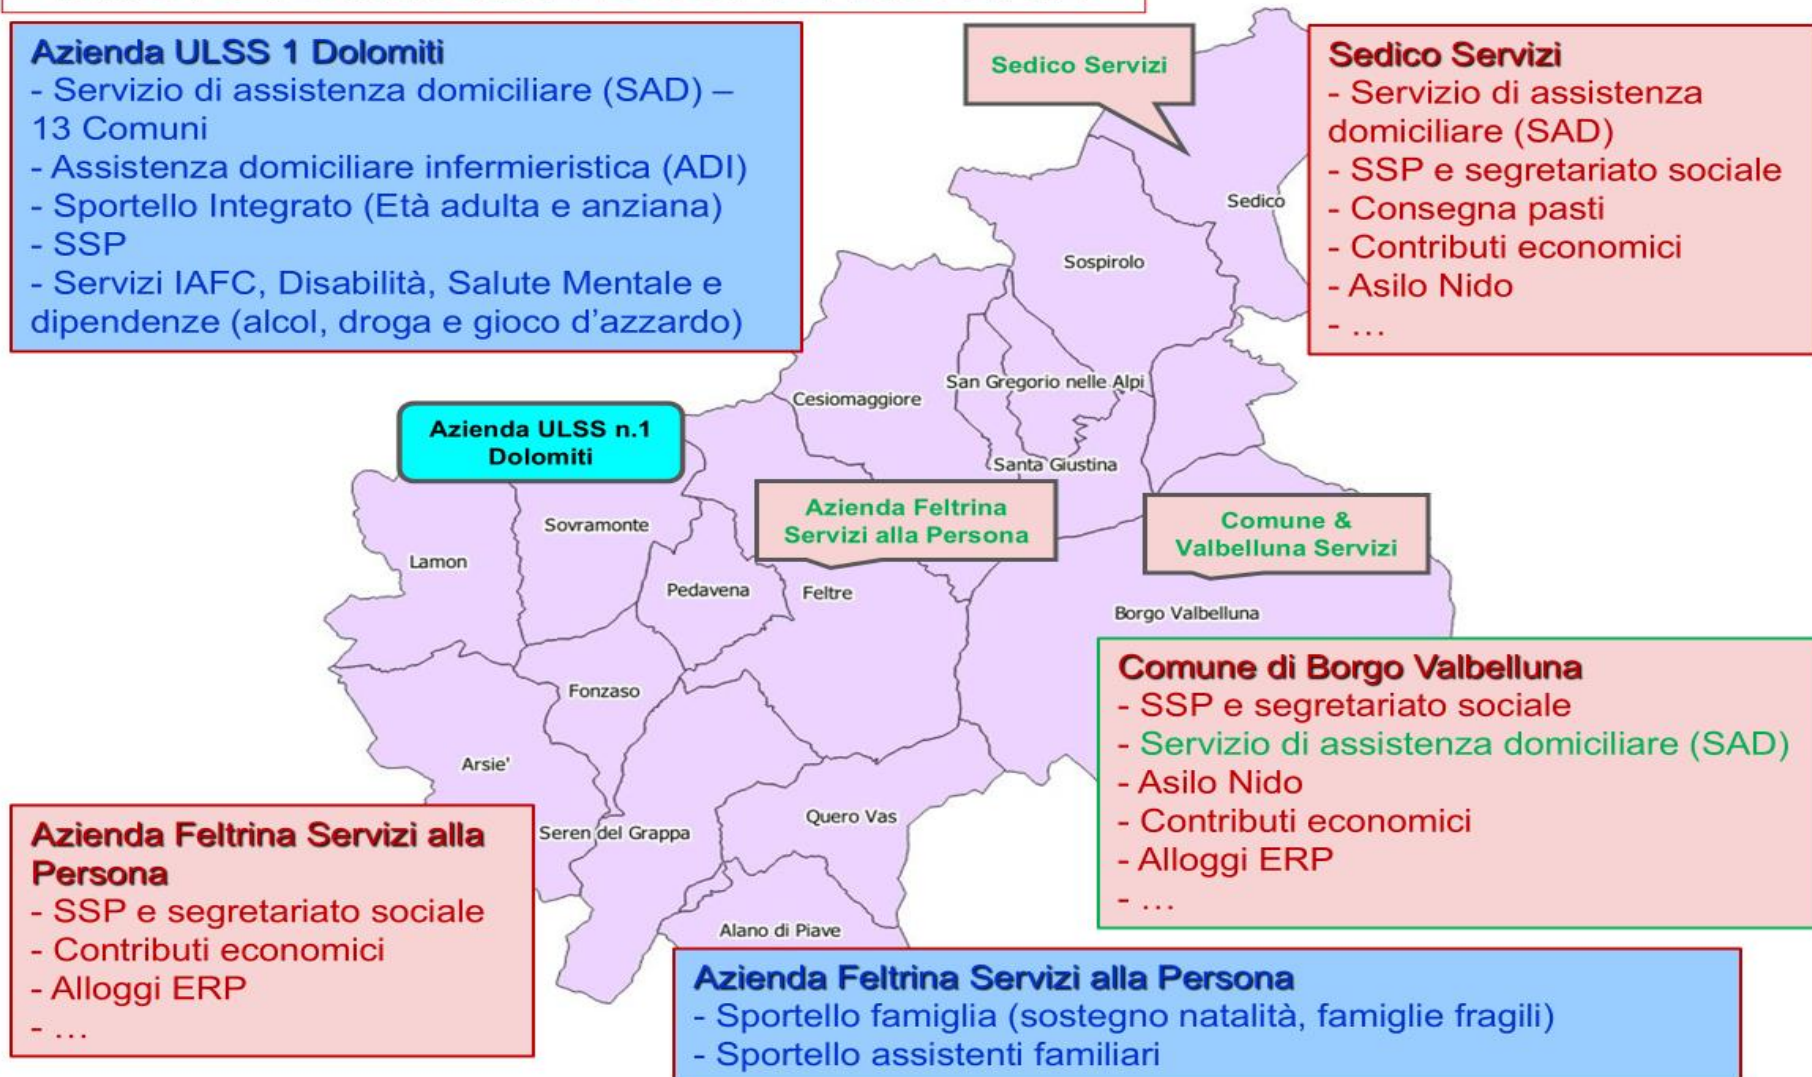 Azienda ULSS 1 Dolomiti
- Servizio di assistenza domiciliare (SAD) –
13 Comuni
- Assistenza domiciliare infermieristica (ADI)
- Sportello Integrato (Età adulta e anziana)
- SSP
- Servizi IAFC, Disabilità, Salute Mentale e
dipendenze (alcol, droga e gioco d'azzardo)
Sedico Servizi
Sedico Servizi
- Servizio di assistenza
domiciliare (SAD)
- SSP e segretariato sociale
- Consegna pasti
- Contributi economici
- Asilo Nido
- …
Sedico
Sospirolo
San Gregorio nelle Alpi
Cesiomaggiore
Santa Giustina
Azienda ULSS n.1
Dolomiti
Azienda Feltrina
Servizi alla Persona
Comune &
Valbelluna Servizi
Sovramonte
Lamon
Pedavena
Feltre
Borgo Valbelluna
Fonzaso
Arsie'
Seren del Grappa
Quero Vas
Alano di Piave
Comune di Borgo Valbelluna
- SSP e segretariato sociale
- Servizio di assistenza domiciliare (SAD)
- Asilo Nido
- Contributi economici
- Alloggi ERP
- …
Azienda Feltrina Servizi alla
Persona
- SSP e segretariato sociale
- Contributi economici
- Alloggi ERP
- …
Azienda Feltrina Servizi alla Persona
- Sportello famiglia (sostegno natalità, famiglie fragili)
- Sportello assistenti familiari